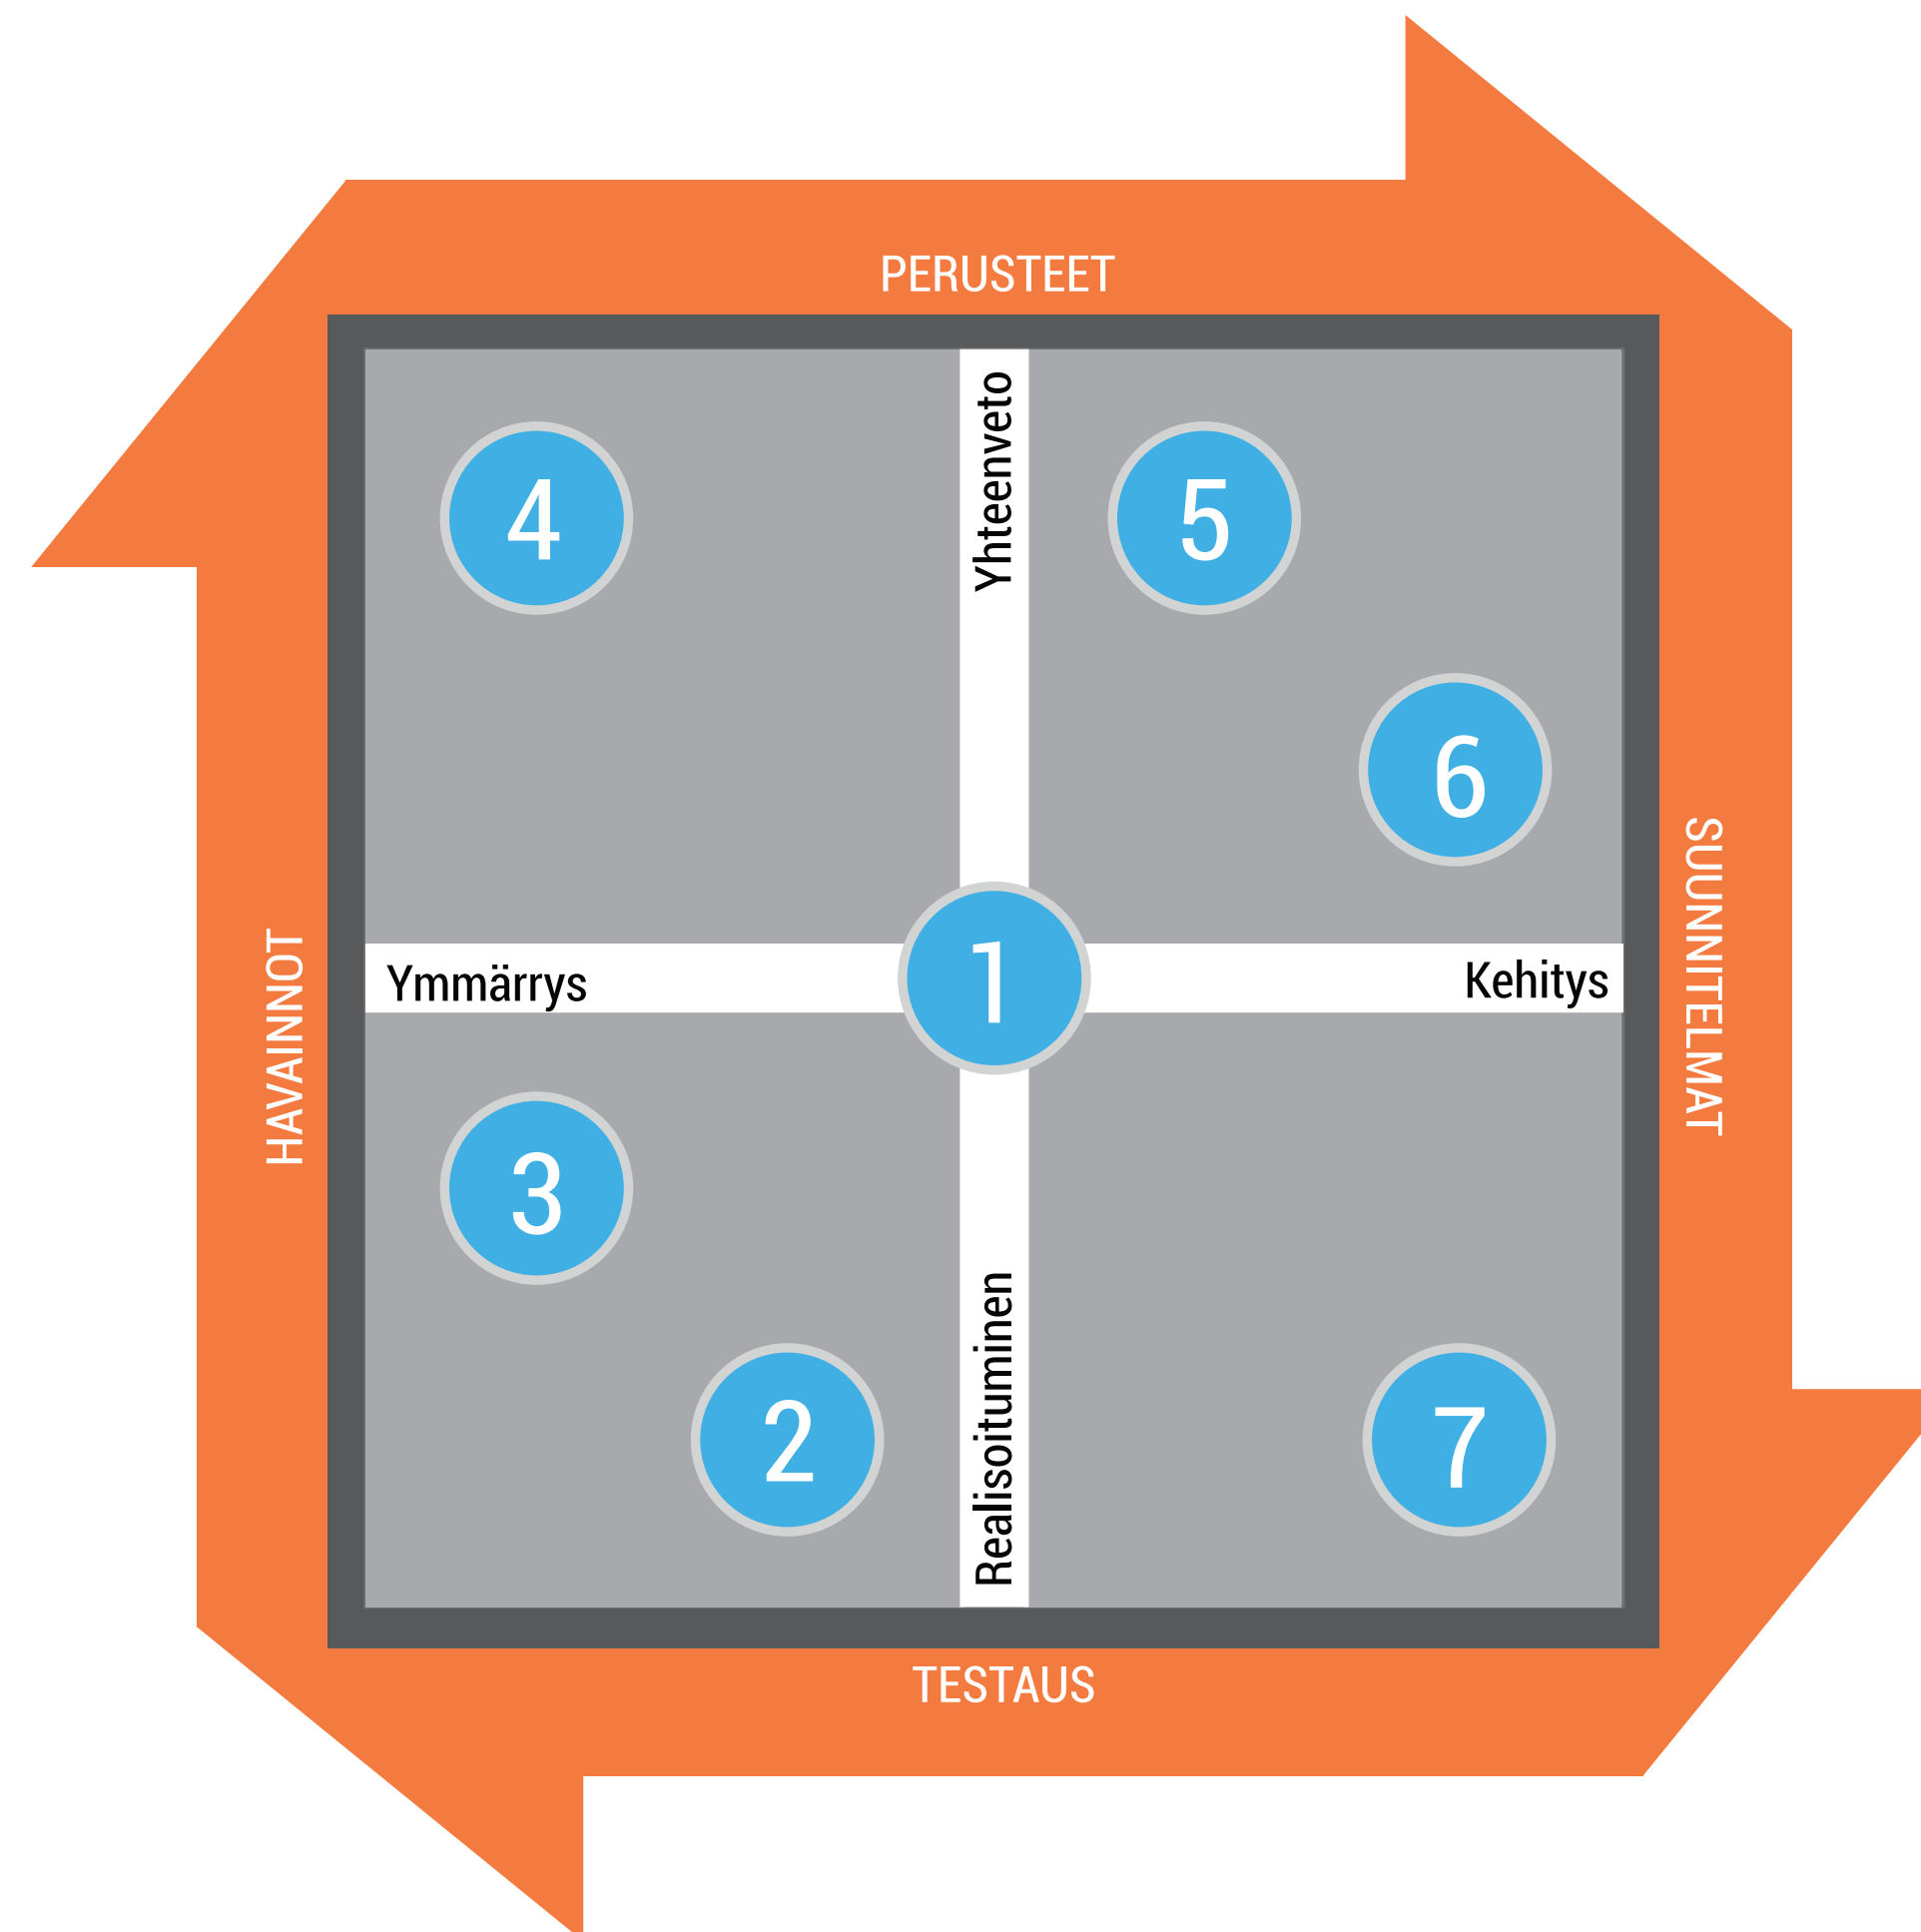 PERUSTEET
Yhteenveto
4
5
6
SUUNNITELMAT
HAVAINNOT
Ymmärrys
1
Kehitys
3
Realisoituminen
2
7
TESTAUS